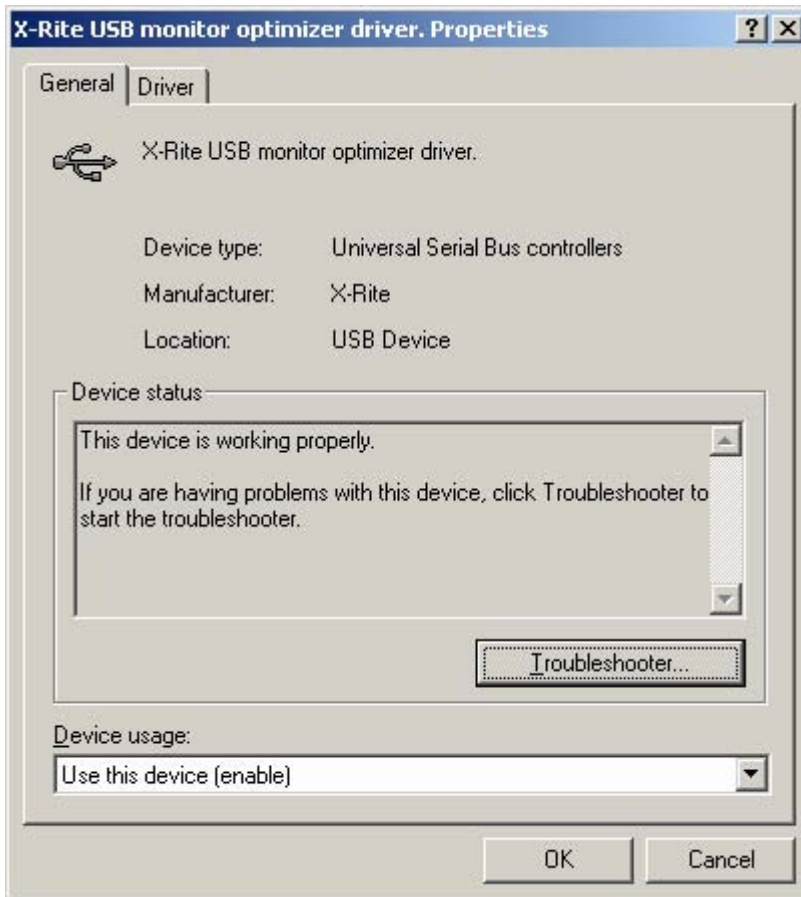 X-Rite USB monitor optimizer driver. Properties
General Driver
X-Rite USB monitor optimizer driver.
Device type: Universal Serial Bus controllers
Manufacturer: X-Rite
Location: USB Device
Device status
This device is working properly.
If you are having problems with this device, click Troubleshooter to
start the troubleshooter.
Troubleshooter...
Device usage:
Use this device (enable)
OK Cancel